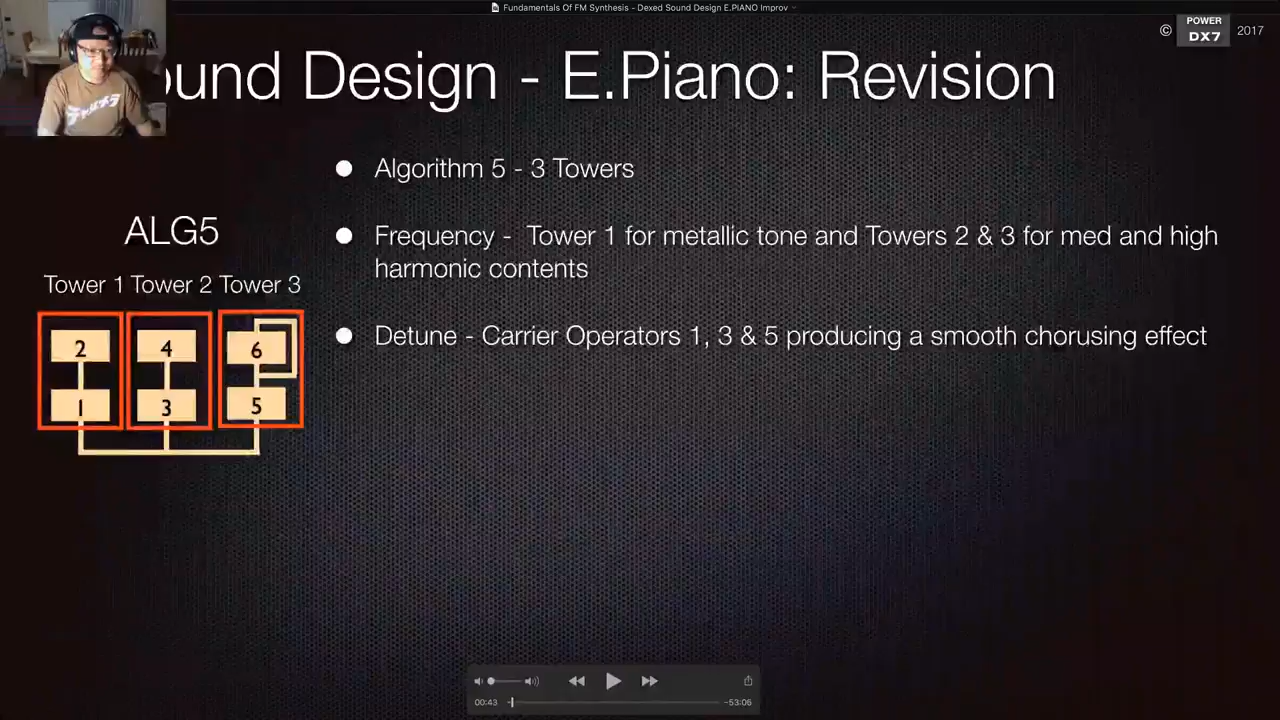 Fundamentals Of FM Synthesis - Dexed Sound Design E.PIANO Improv
© POWER DX7 2017
ound Design - E.Piano: Revision
Algorithm 5 - 3 Towers
Frequency - Tower 1 for metallic tone and Towers 2 & 3 for med and high
harmonic contents
Detune - Carrier Operators 1, 3 & 5 producing a smooth chorusing effect
ALG5
Tower 1 Tower 2 Tower 3
2 4 6
1 3 5
00:43 -53:06